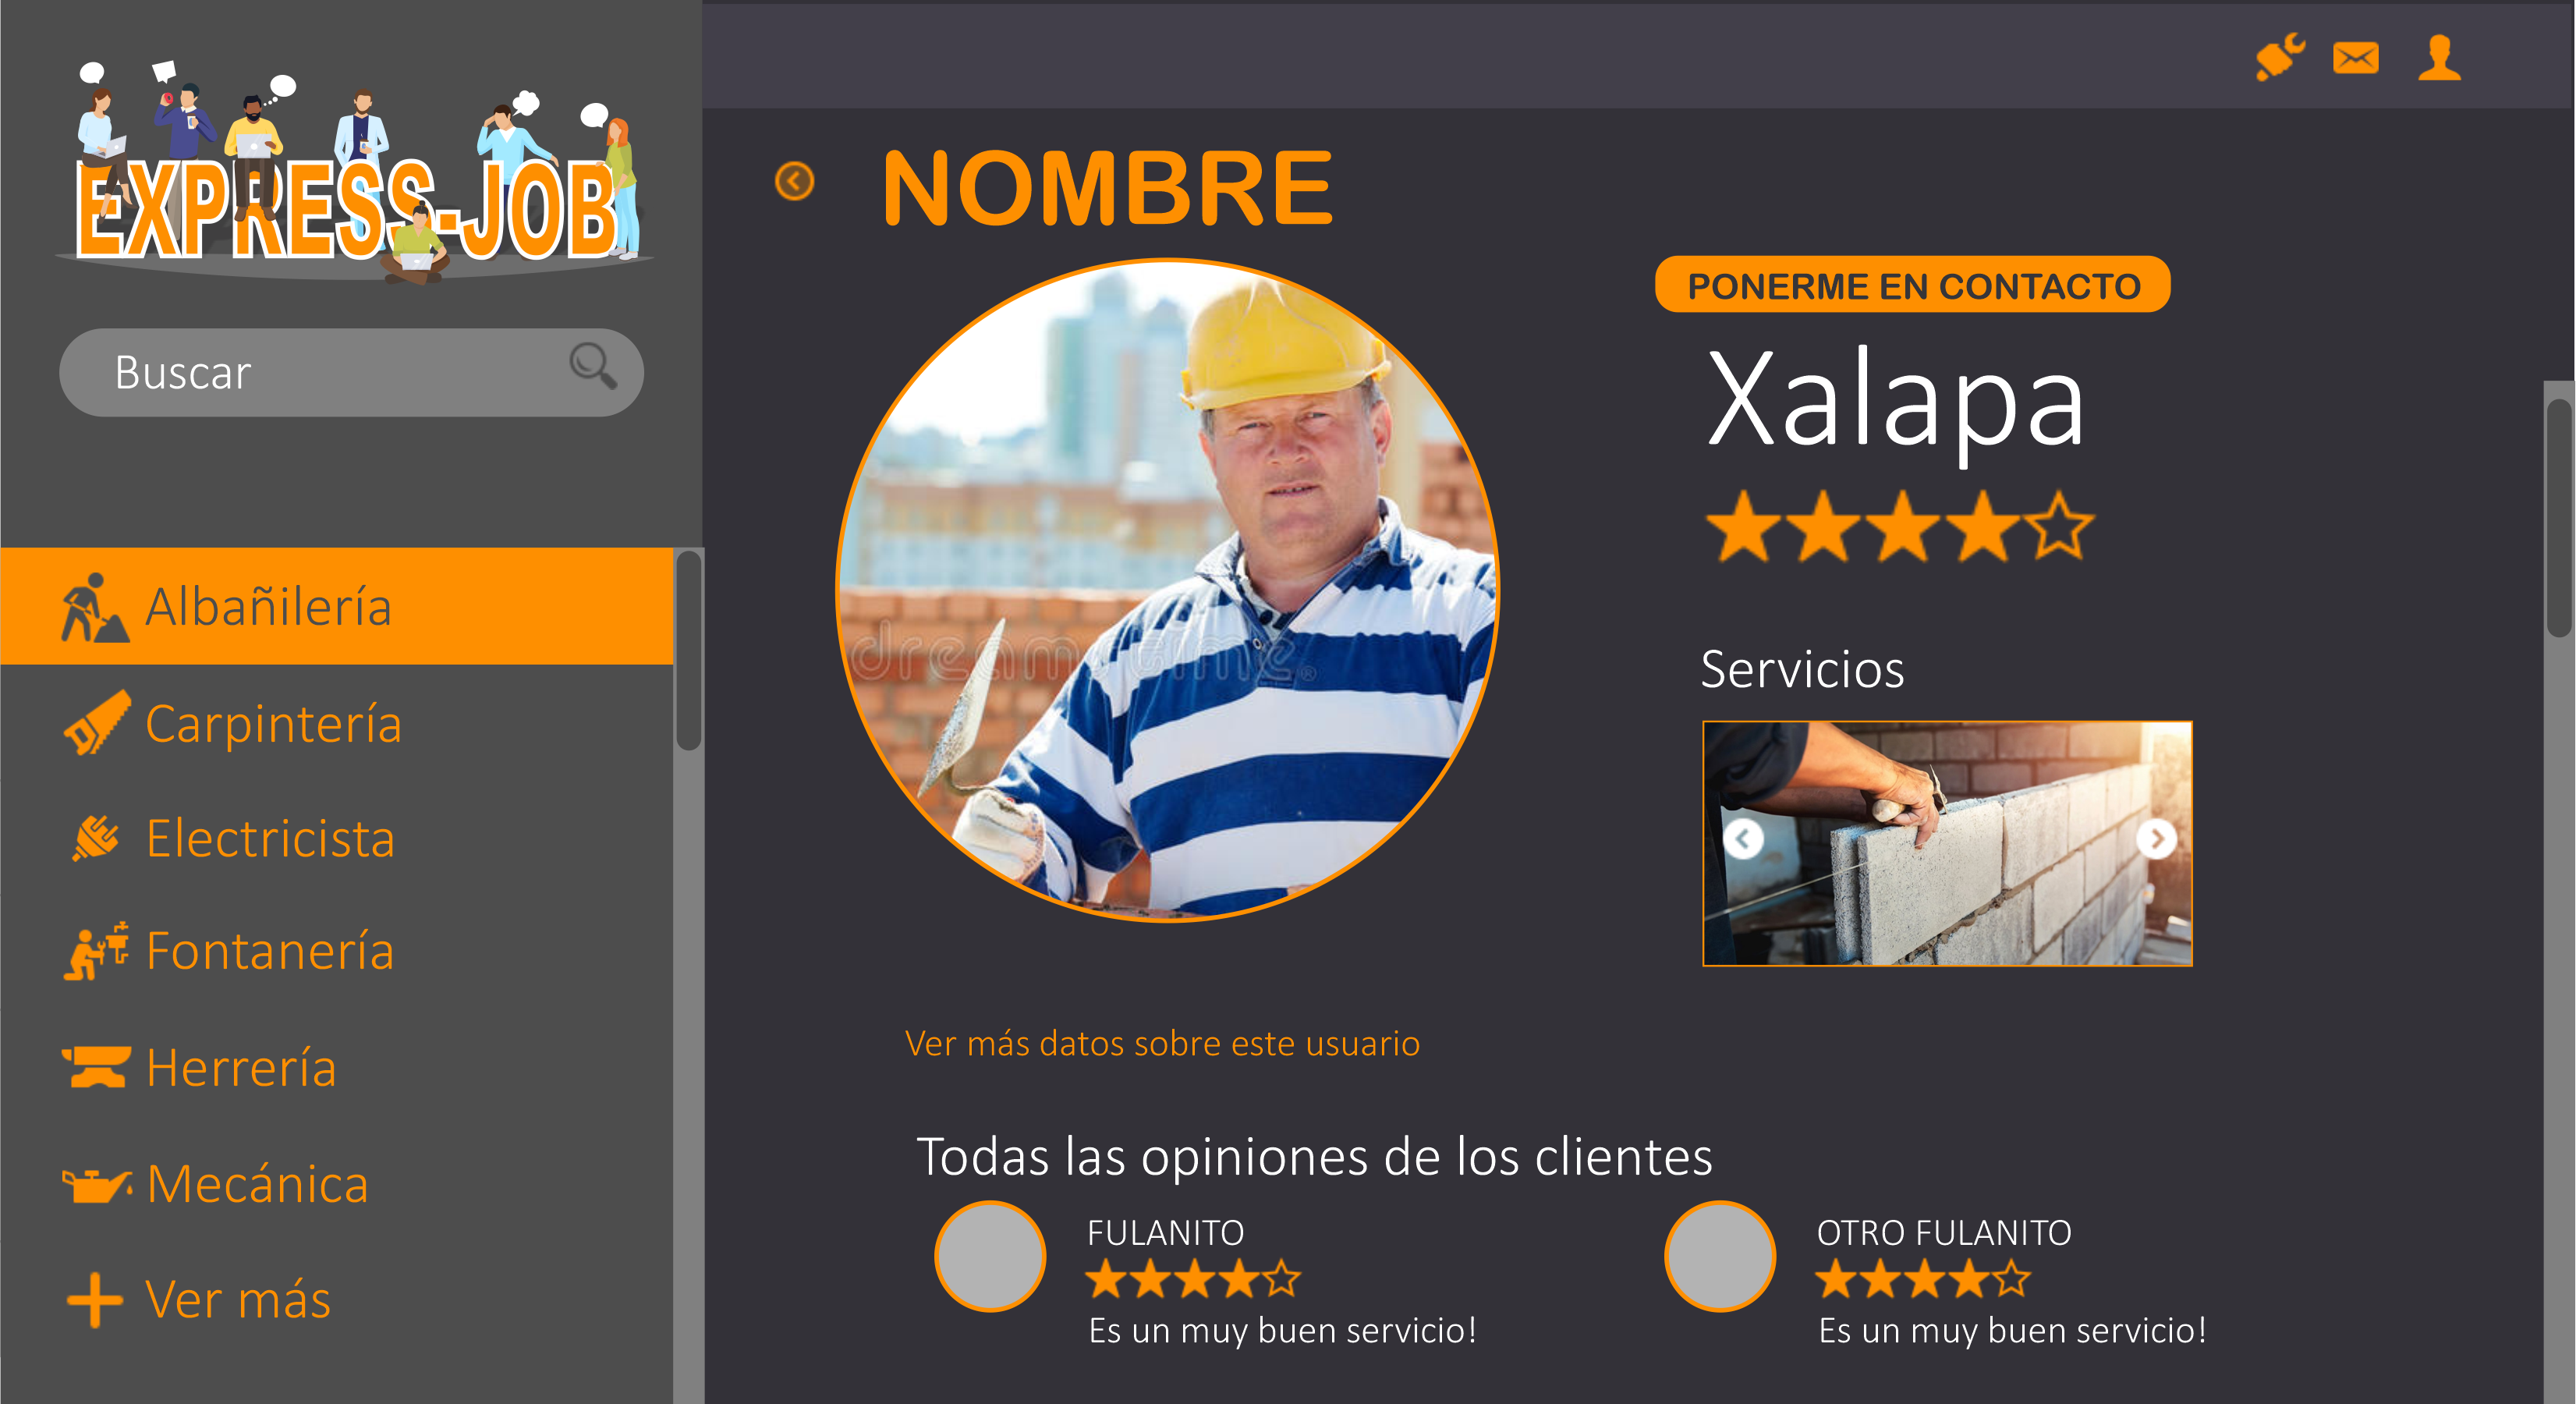 EXPRESS-JOB
Buscar
Albañilería
Carpintería
Electricista
Fontanería
Herrería
Mecánica
Ver más
NOMBRE
dreamstime.®
PONERME EN CONTACTO
Xalapa
Servicios
Ver más datos sobre este usuario
Todas las opiniones de los clientes
FULANITO
Es un muy buen servicio!
OTRO FULANITO
Es un muy buen servicio!